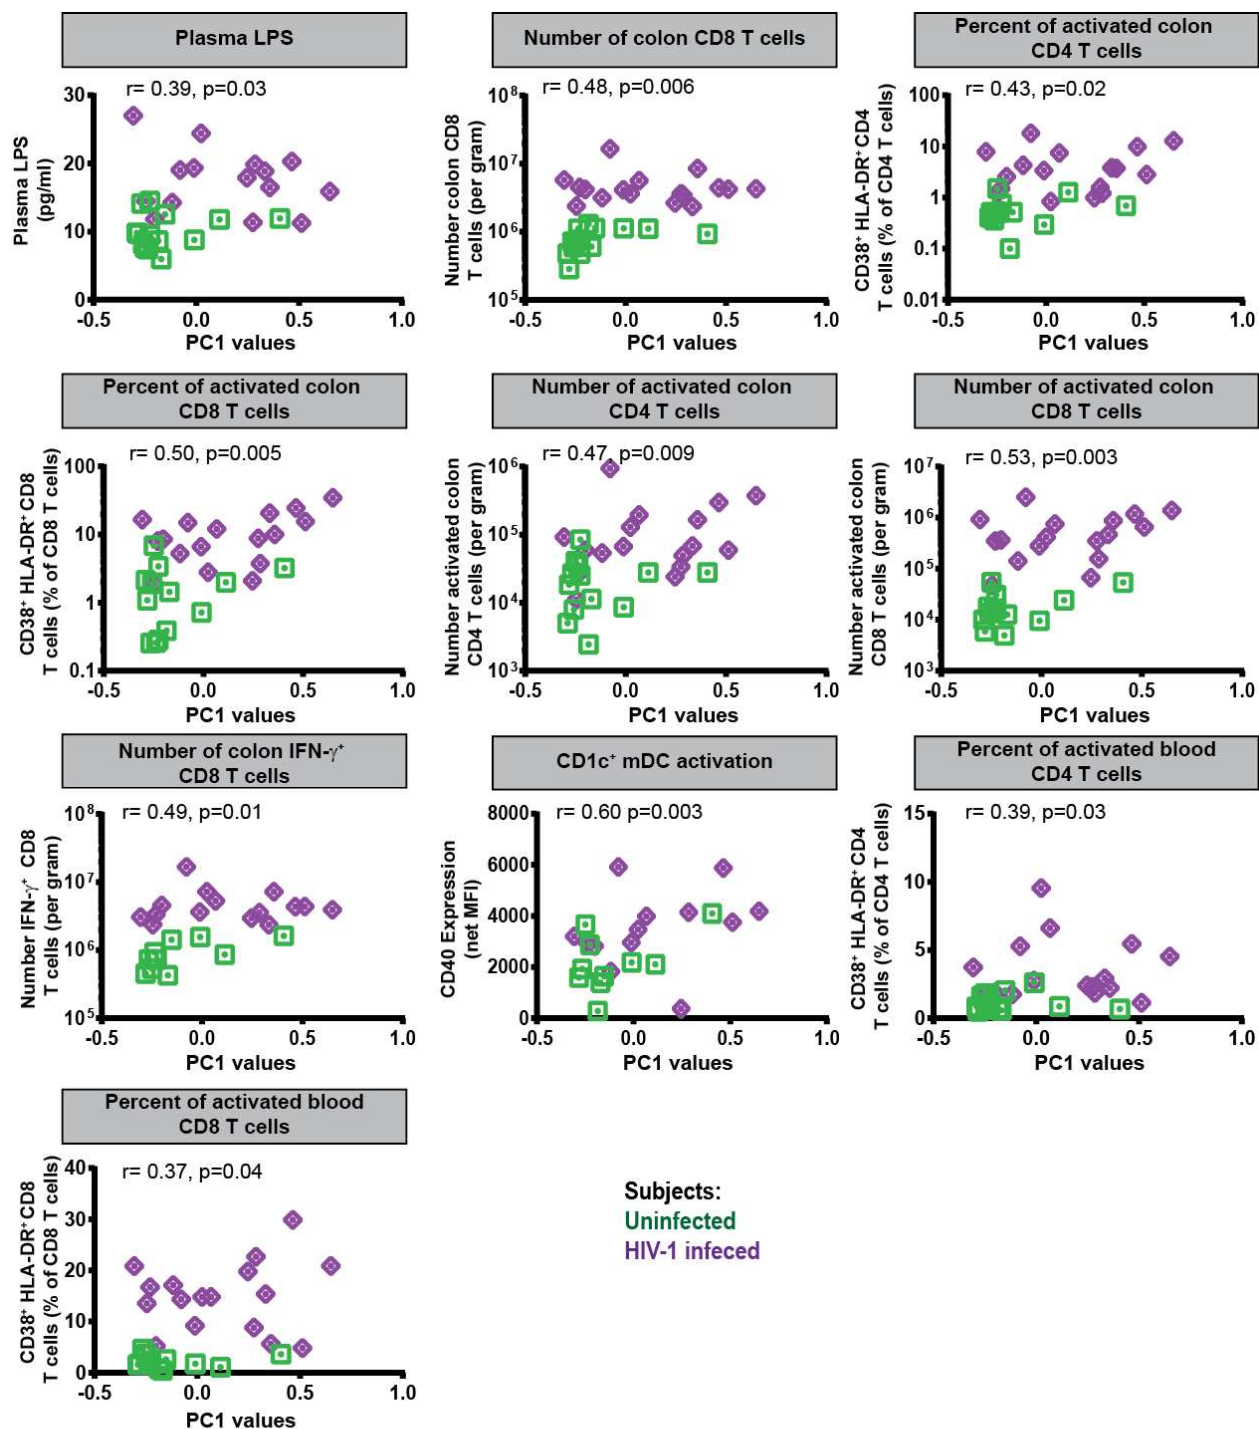 Plasma LPS
r= 0.39, p=0.03
Plasma LPS
(pg/ml)
30
20
10
0
-0.5
0.0
0.5
1.0
PC1 values
Number of colon CD8 T cells
r= 0.48, p=0.006
Number colon CD8
T cells (per gram)
10⁸
10⁷
10⁶
10⁵
-0.5
0.0
0.5
1.0
PC1 values
Percent of activated colon
CD4 T cells
r= 0.43, p=0.02
CD38⁺ HLA-DR⁺ CD4
T cells (% of CD4 T cells)
100
10
1
0.1
0.01
-0.5
0.0
0.5
1.0
PC1 values
Percent of activated colon
CD8 T cells
r= 0.50, p=0.005
CD38⁺ HLA-DR⁺ CD8
T cells (% of CD8 T cells)
100
10
1
0.1
-0.5
0.0
0.5
1.0
PC1 values
Number of activated colon
CD4 T cells
r= 0.47, p=0.009
Number activated colon
CD4 T cells (per gram)
10⁶
10⁵
10⁴
10³
-0.5
0.0
0.5
1.0
PC1 values
Number of activated colon
CD8 T cells
r= 0.53, p=0.003
Number activated colon
CD8 T cells (per gram)
10⁷
10⁶
10⁵
10⁴
10³
-0.5
0.0
0.5
1.0
PC1 values
Number of colon IFN-γ⁺
CD8 T cells
r= 0.49, p=0.01
Number IFN-γ⁺ CD8
T cells (per gram)
10⁸
10⁷
10⁶
10⁵
-0.5
0.0
0.5
1.0
PC1 values
CD1c⁺ mDC activation
r= 0.60 p=0.003
CD40 Expression
(net MFI)
8000
6000
4000
2000
0
-0.5
0.0
0.5
1.0
PC1 values
Percent of activated blood
CD4 T cells
r= 0.39, p=0.03
CD38⁺ HLA-DR⁺ CD4
T cells (% of CD4 T cells)
15
10
5
0
-0.5
0.0
0.5
1.0
PC1 values
Percent of activated blood
CD8 T cells
r= 0.37, p=0.04
CD38⁺ HLA-DR⁺ CD8
T cells (% of CD8 T cells)
40
30
20
10
0
-0.5
0.0
0.5
1.0
PC1 values
Subjects:
Uninfected
HIV-1 infeced